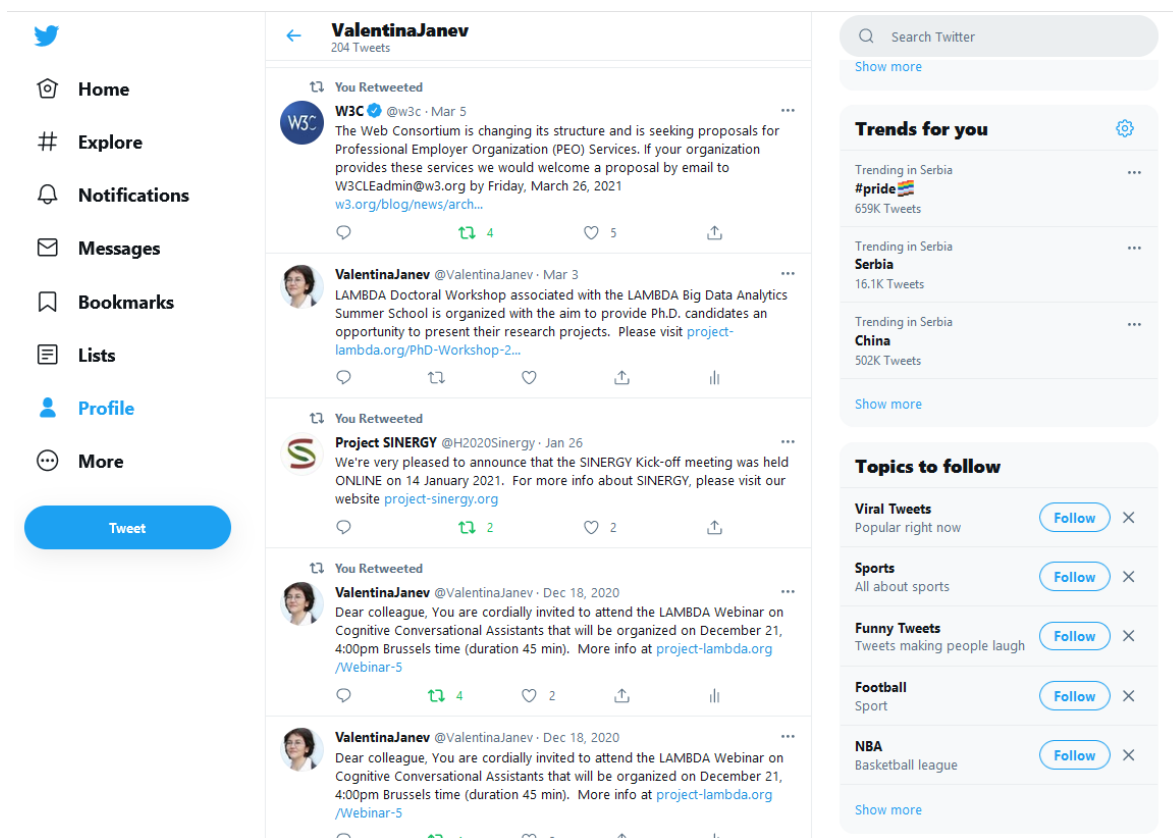 Home
Explore
Notifications
Messages
Bookmarks
Lists
Profile
More
Tweet
ValentinaJanev
204 Tweets
You Retweeted
W3C
W3C @w3c · Mar 5
The Web Consortium is changing its structure and is seeking proposals for
Professional Employer Organization (PEO) Services. If your organization
provides these services we would welcome a proposal by email to
W3CLEadmin@w3.org by Friday, March 26, 2021
w3.org/blog/news/arch...
4 5
ValentinaJanev @ValentinaJanev · Mar 3
LAMBDA Doctoral Workshop associated with the LAMBDA Big Data Analytics
Summer School is organized with the aim to provide Ph.D. candidates an
opportunity to present their research projects. Please visit project-
lambda.org/PhD-Workshop-2...
You Retweeted
Project SINERGY @H2020Sinergy · Jan 26
We're very pleased to announce that the SINERGY Kick-off meeting was held
ONLINE on 14 January 2021. For more info about SINERGY, please visit our
website project-sinergy.org
2 2
You Retweeted
ValentinaJanev @ValentinaJanev · Dec 18, 2020
Dear colleague, You are cordially invited to attend the LAMBDA Webinar on
Cognitive Conversational Assistants that will be organized on December 21,
4:00pm Brussels time (duration 45 min). More info at project-lambda.org
/Webinar-5
4 2
ValentinaJanev @ValentinaJanev · Dec 18, 2020
Dear colleague, You are cordially invited to attend the LAMBDA Webinar on
Cognitive Conversational Assistants that will be organized on December 21,
4:00pm Brussels time (duration 45 min). More info at project-lambda.org
/Webinar-5
Search Twitter
Show more
Trends for you
Trending in Serbia
#pride
659K Tweets
Trending in Serbia
Serbia
16.1K Tweets
Trending in Serbia
China
502K Tweets
Show more
Topics to follow
Viral Tweets
Popular right now
Follow
Sports
All about sports
Follow
Funny Tweets
Tweets making people laugh
Follow
Football
Sport
Follow
NBA
Basketball league
Follow
Show more